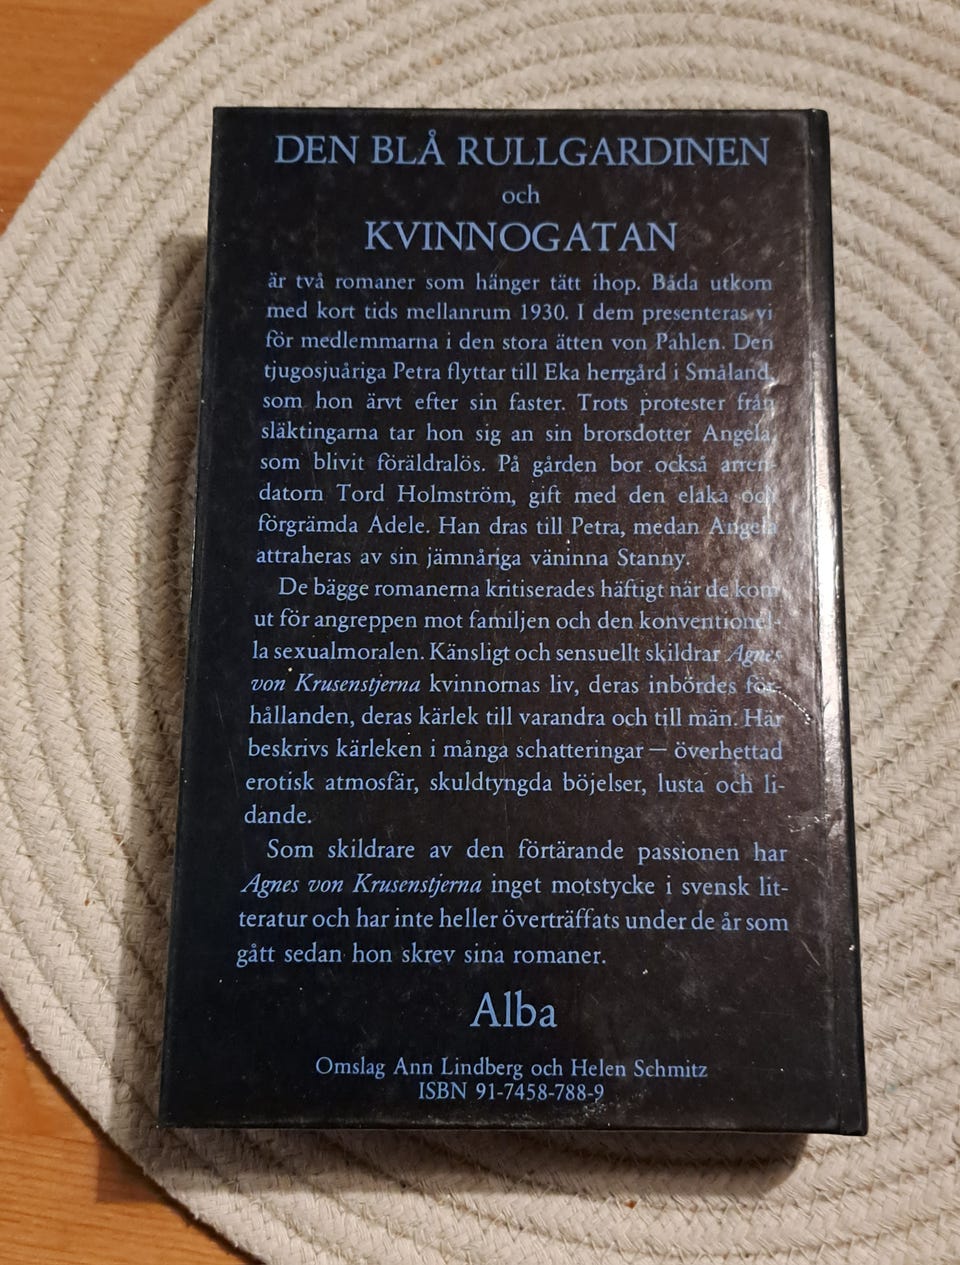 DEN BLÅ RULLGARDINEN
och
KVINNOGATAN
är två romaner som hänger tätt ihop. Båda utkom
med kort tids mellanrum 1930. I dem presenteras vi
för medlemmarna i den stora ätten von Pahlen. Den
tjugosjuåriga Petra flyttar till Eka herrgård i Småland,
som hon ärvt efter sin faster. Trots protester från
släktingarna tar hon sig an sin brorsdotter Angela,
som blivit föräldralös. På gården bor också arren-
datorn Tord Holmström, gift med den elaka och
förgrämda Adele. Han dras till Petra, medan Angela
attraheras av sin jämnåriga väninna Stanny.
De bägge romanerna kritiserades häftigt när de kom
ut för angreppen mot familjen och den konventionel-
la sexualmoralen. Känsligt och sensuellt skildrar Agnes
von Krusenstjerna kvinnornas liv, deras inbördes för-
hållanden, deras kärlek till varandra och till män. Här
beskrivs kärleken i många schatteringar — överhettad
erotisk atmosfär, skuldtyngda böjelser, lusta och li-
dande.
Som skildrare av den förtärande passionen har
Agnes von Krusenstjerna inget motstycke i svensk lit-
teratur och har inte heller överträffats under de år som
gått sedan hon skrev sina romaner.
Alba
Omslag Ann Lindberg och Helen Schmitz
ISBN 91-7458-788-9